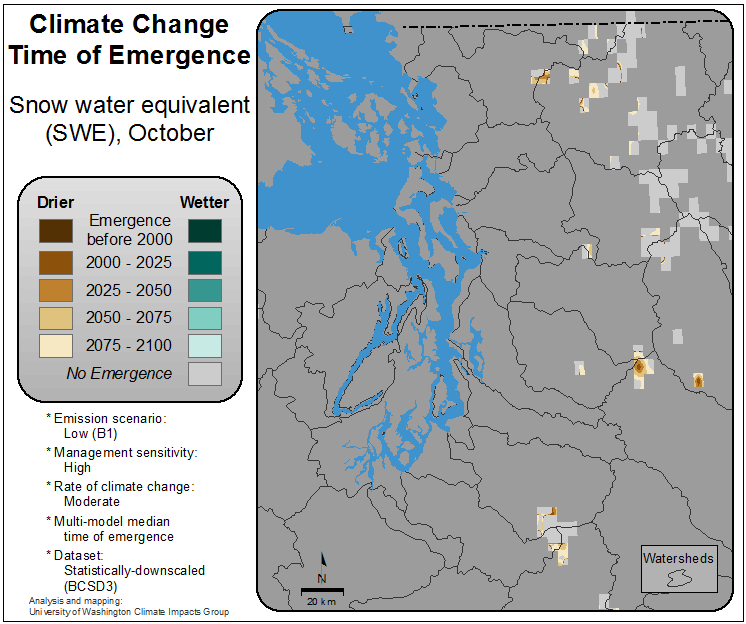 Climate Change
Time of Emergence
Snow water equivalent
(SWE), October
Drier
Wetter
Emergence
before 2000
2000 - 2025
2025 - 2050
2050 - 2075
2075 - 2100
No Emergence
* Emission scenario:
Low (B1)
* Management sensitivity:
High
* Rate of climate change:
Moderate
* Multi-model median
time of emergence
* Dataset:
Statistically-downscaled
(BCSD3)
Analysis and mapping:
University of Washington Climate Impacts Group
N
20 km
Watersheds